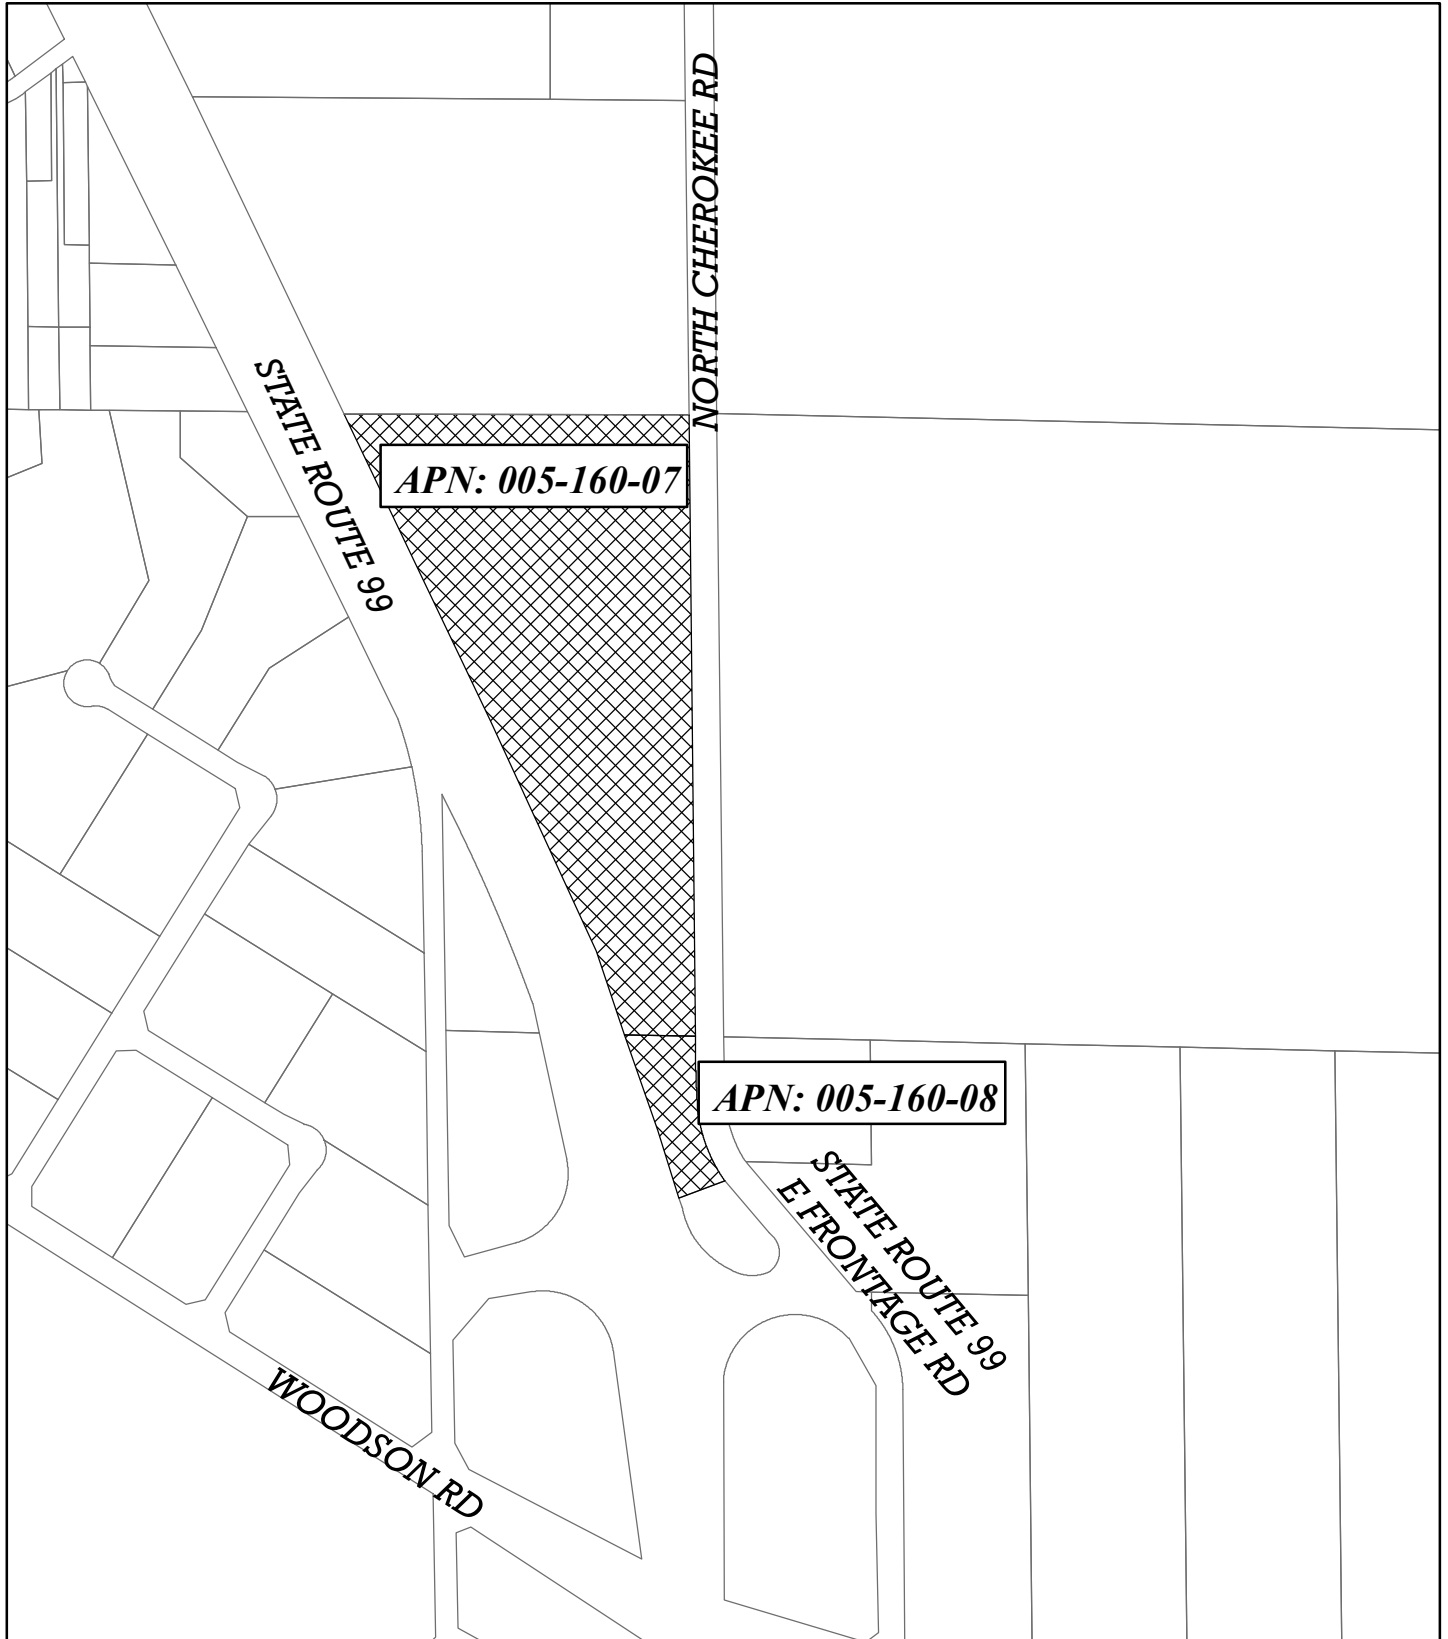 NORTH CHEROKEE RD
STATE ROUTE 99
APN: 005-160-07
APN: 005-160-08
STATE ROUTE 99
E FRONTAGE RD
WOODSON RD